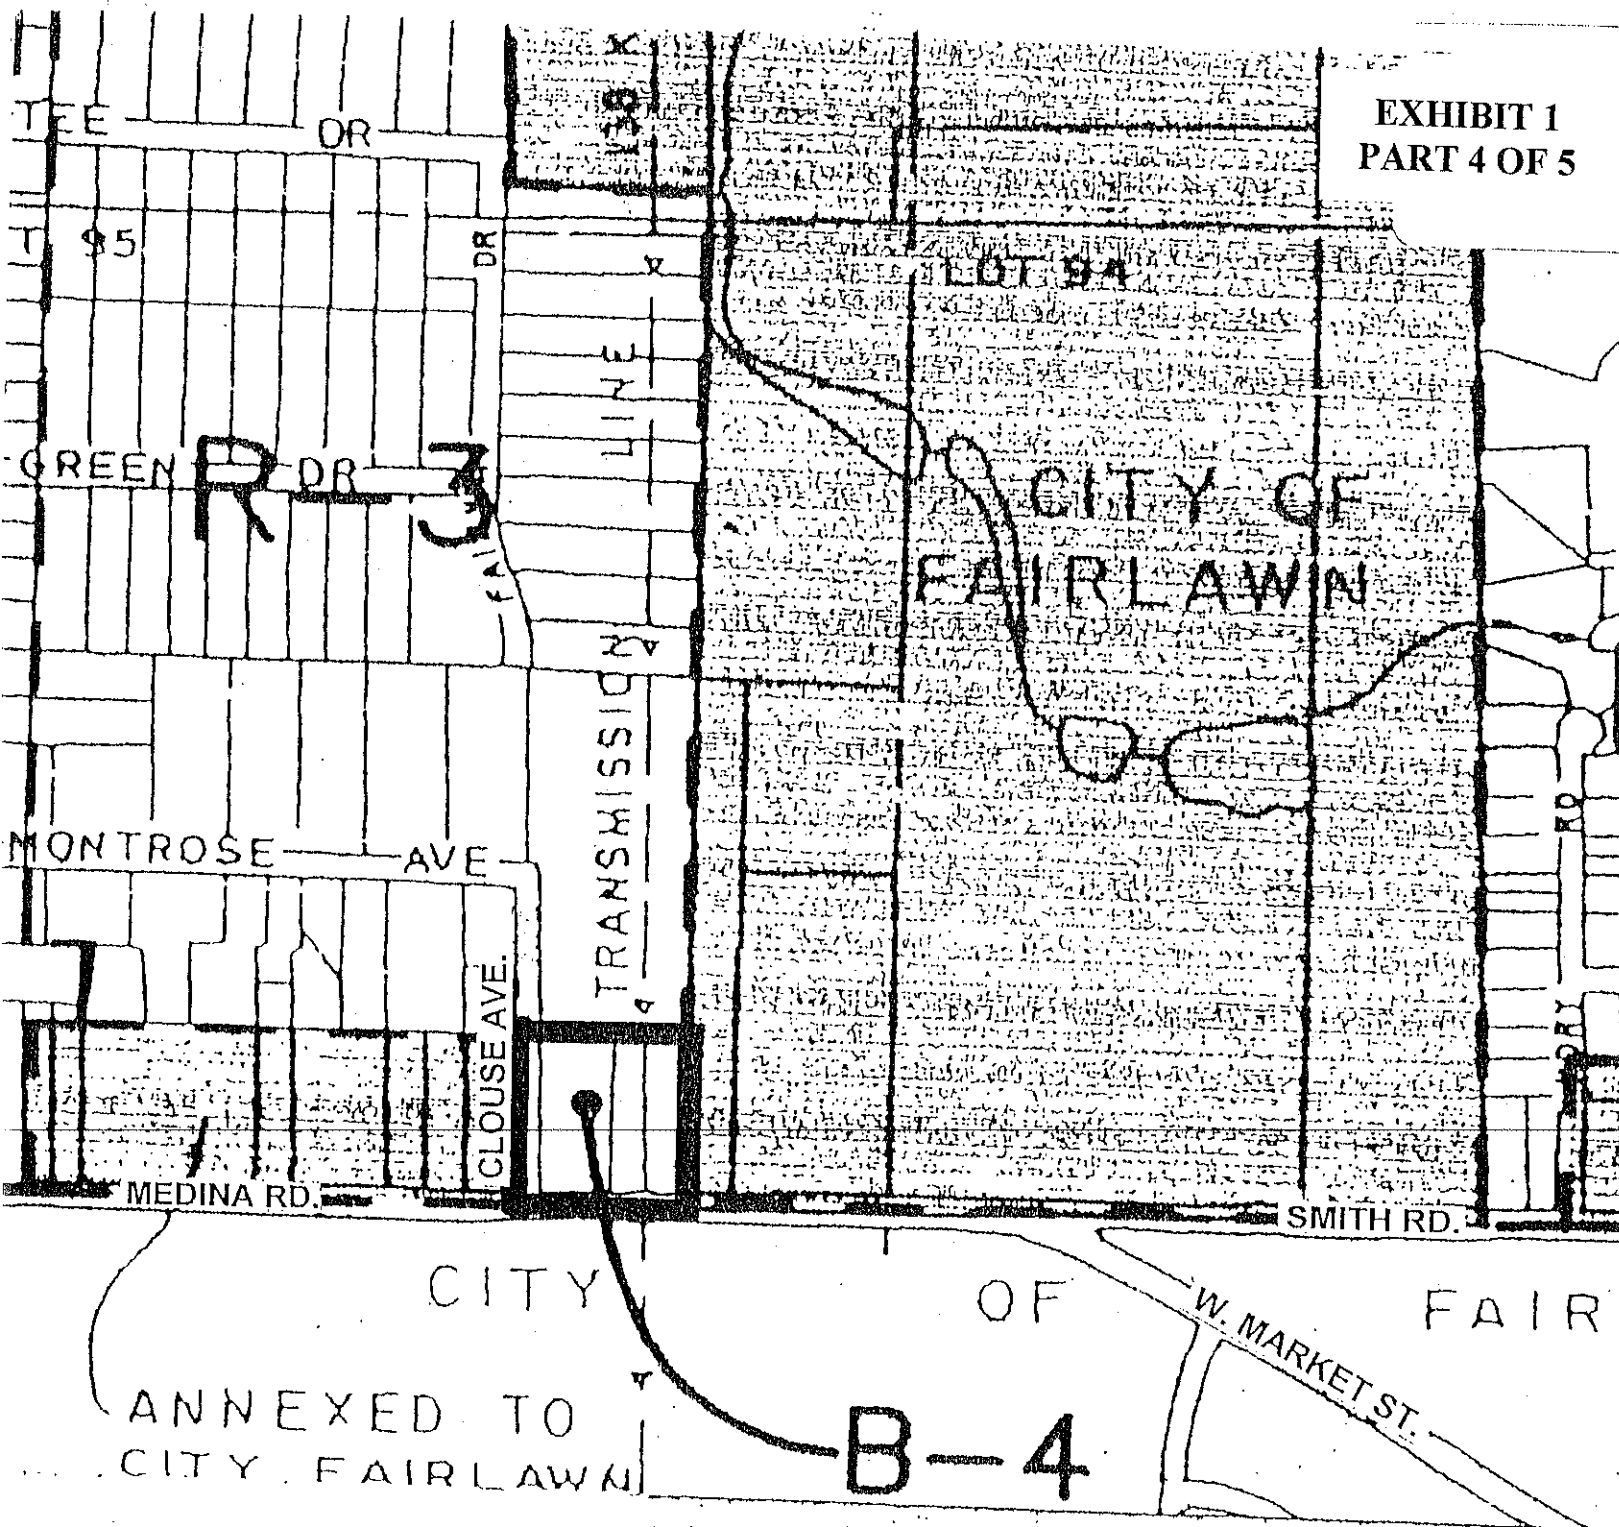 EXHIBIT 1
PART 4 OF 5
TEE DR
138
LOT 94
T 95
DR
LINE
GREEN DR
R-3
CITY OF
FAIRLAWN
TRANSMISSION
MONTROSE AVE
CLOUSE AVE.
RD
MEDINA RD.
SMITH RD.
CITY OF FAIR
W. MARKET ST.
ANNEXED TO
CITY FAIRLAWN
B-4